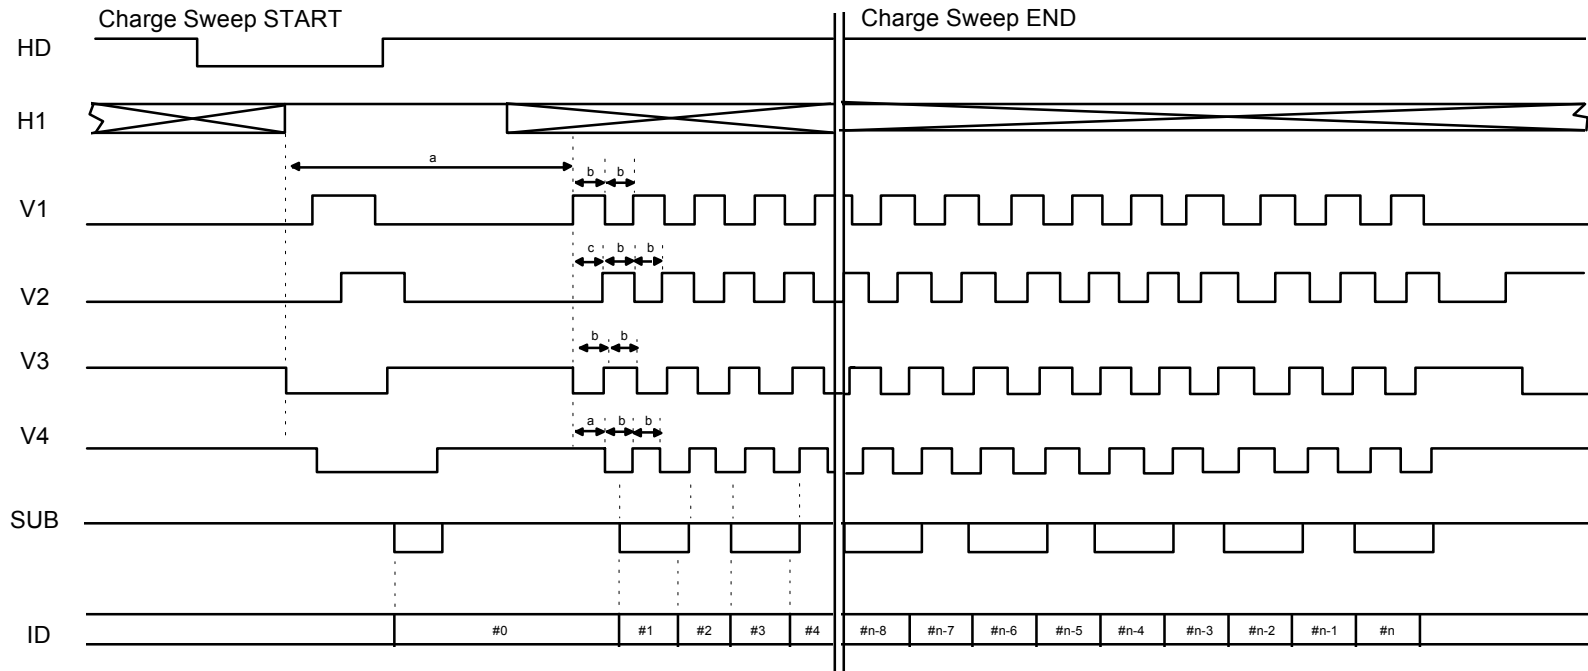 Charge Sweep START Charge Sweep END
HD
H1
a
b b
V1
c b b
V2
b b
V3
a b b
V4
SUB
ID #0 #1 #2 #3 #4 #n-8 #n-7 #n-6 #n-5 #n-4 #n-3 #n-2 #n-1 #n